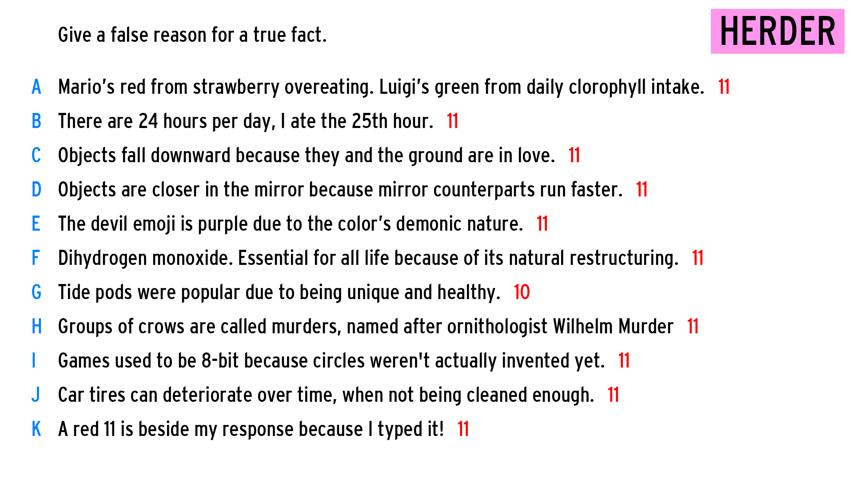 Give a false reason for a true fact.
HERDER
A Mario's red from strawberry overeating. Luigi's green from daily clorophyll intake. 11
B There are 24 hours per day, I ate the 25th hour. 11
C Objects fall downward because they and the ground are in love. 11
D Objects are closer in the mirror because mirror counterparts run faster. 11
E The devil emoji is purple due to the color's demonic nature. 11
F Dihydrogen monoxide. Essential for all life because of its natural restructuring. 11
G Tide pods were popular due to being unique and healthy. 10
H Groups of crows are called murders, named after ornithologist Wilhelm Murder 11
I Games used to be 8-bit because circles weren't actually invented yet. 11
J Car tires can deteriorate over time, when not being cleaned enough. 11
K A red 11 is beside my response because I typed it! 11